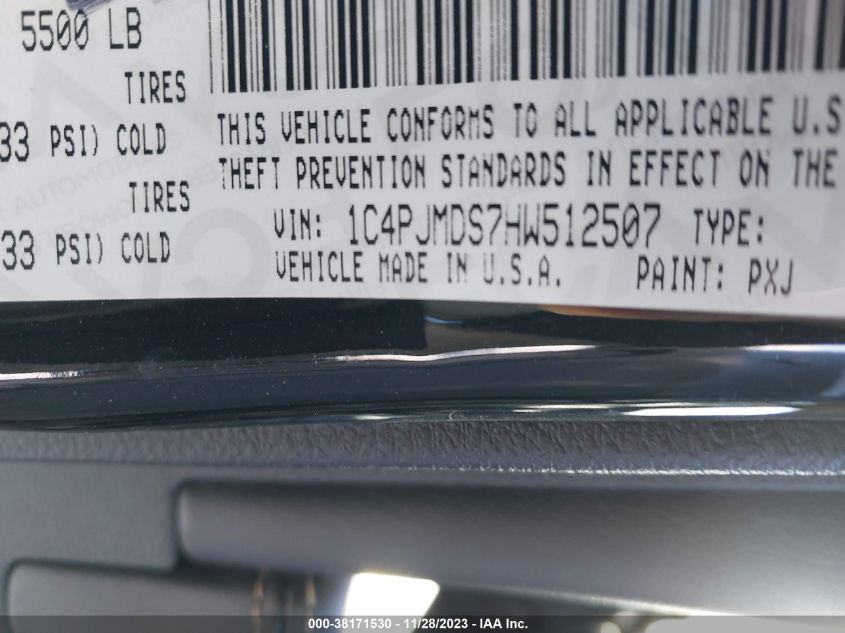 5500 LB
TIRES
33 PSI) COLD
TIRES
33 PSI) COLD
THIS VEHICLE CONFORMS TO ALL APPLICABLE U.S
THEFT PREVENTION STANDARDS IN EFFECT ON THE
VIN: 1C4PJMDS7HW512507 TYPE:
VEHICLE MADE IN U.S.A. PAINT: PXJ
000-38171530 - 11/28/2023 - IAA Inc.